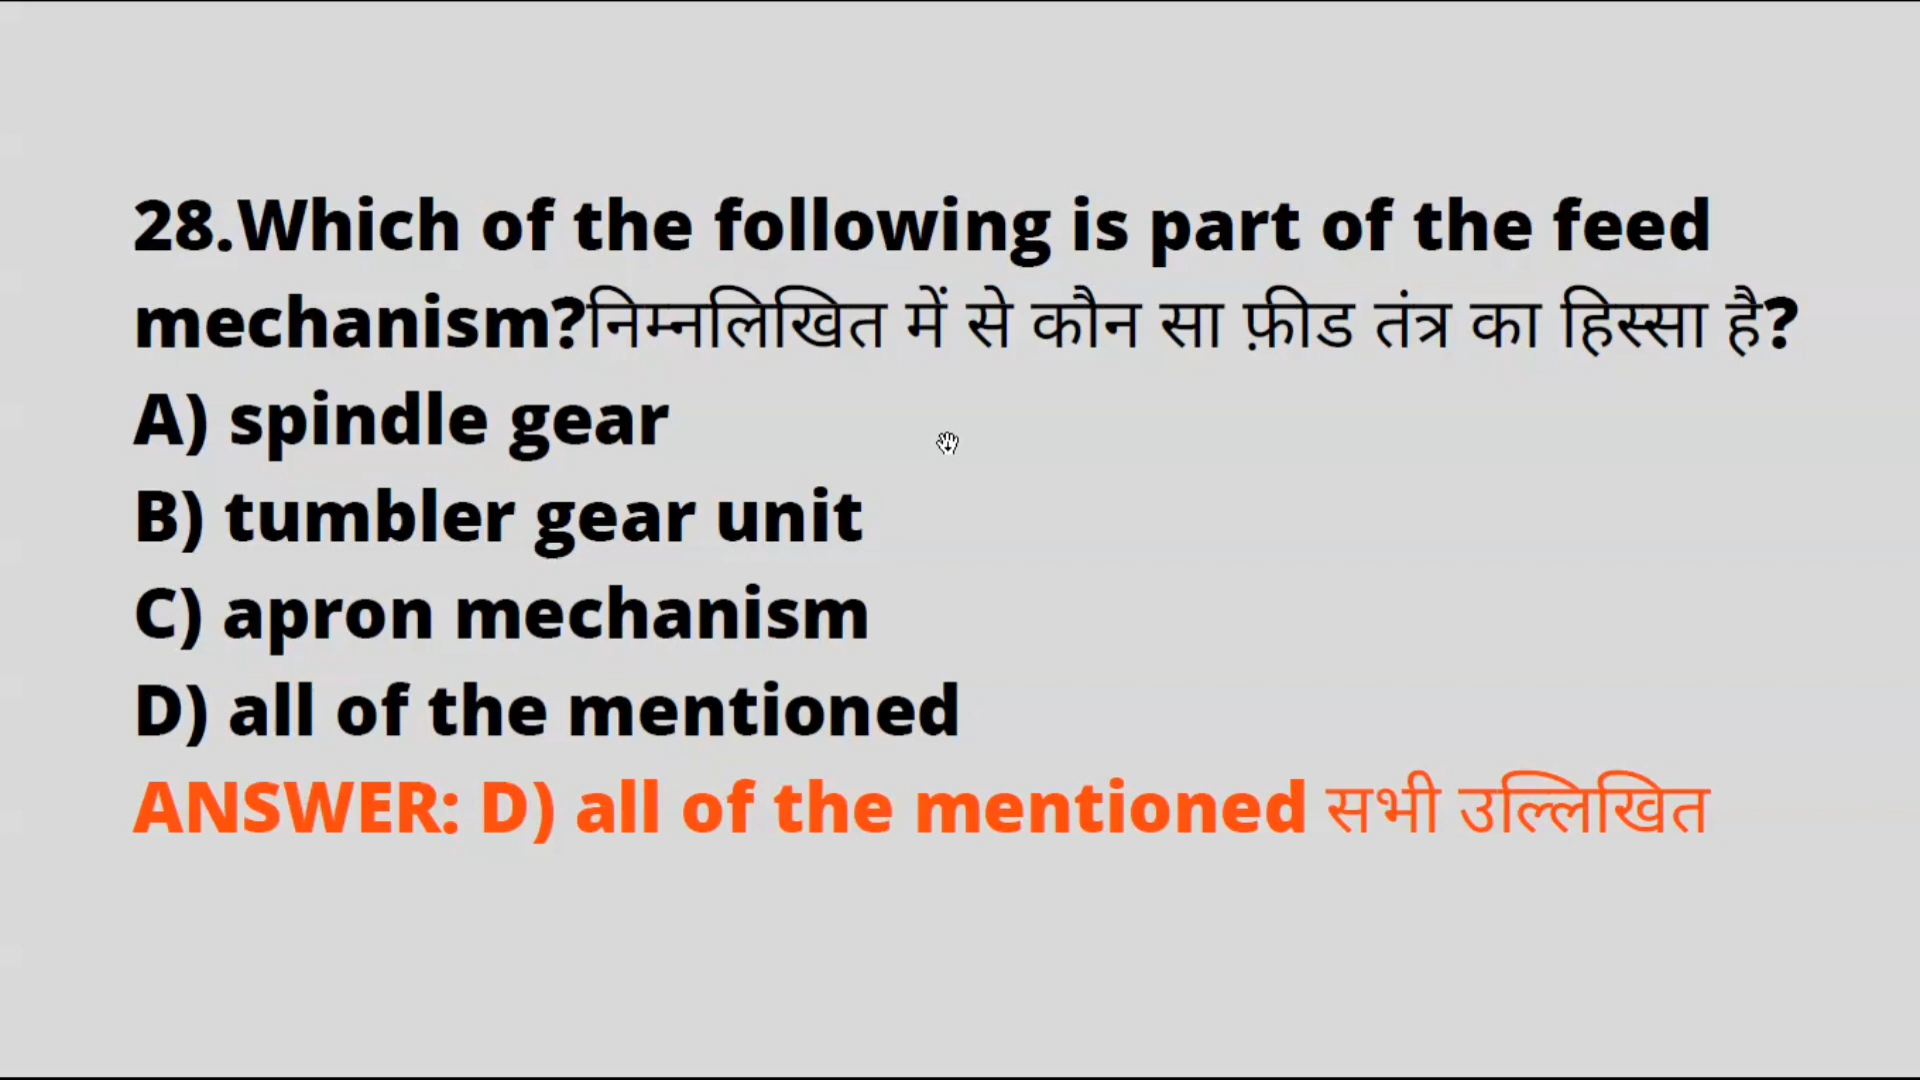 28.Which of the following is part of the feed
mechanism?निम्नलिखित में से कौन सा फ़ीड तंत्र का हिस्सा है?
A) spindle gear
B) tumbler gear unit
C) apron mechanism
D) all of the mentioned
ANSWER: D) all of the mentioned सभी उल्लिखित